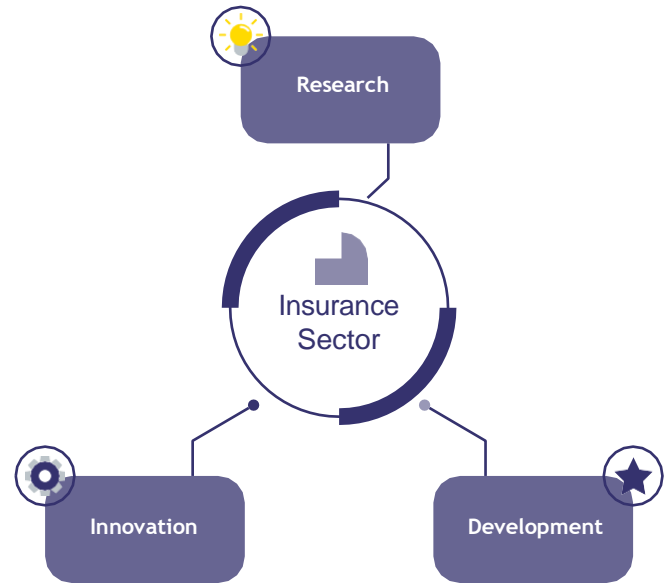 Research
Insurance
Sector
Innovation
Development